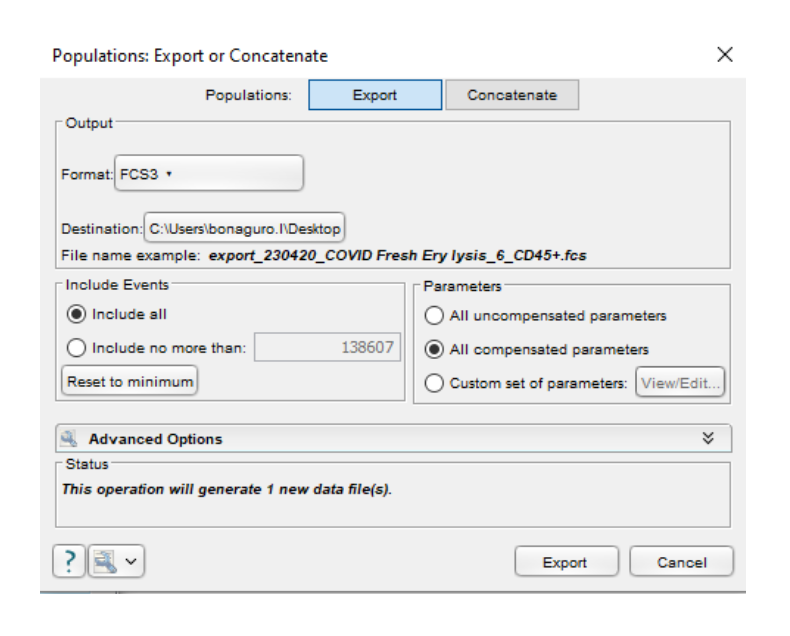 Populations: Export or Concatenate
Populations: Export Concatenate
Output
Format: FCS3
Destination: C:\Users\bonaguro.l\Desktop
File name example: export_230420_COVID Fresh Ery lysis_6_CD45+.fcs
Include Events
Include all
Include no more than: 138607
Reset to minimum
Parameters
All uncompensated parameters
All compensated parameters
Custom set of parameters: View/Edit...
Advanced Options
Status
This operation will generate 1 new data file(s).
? Export Cancel